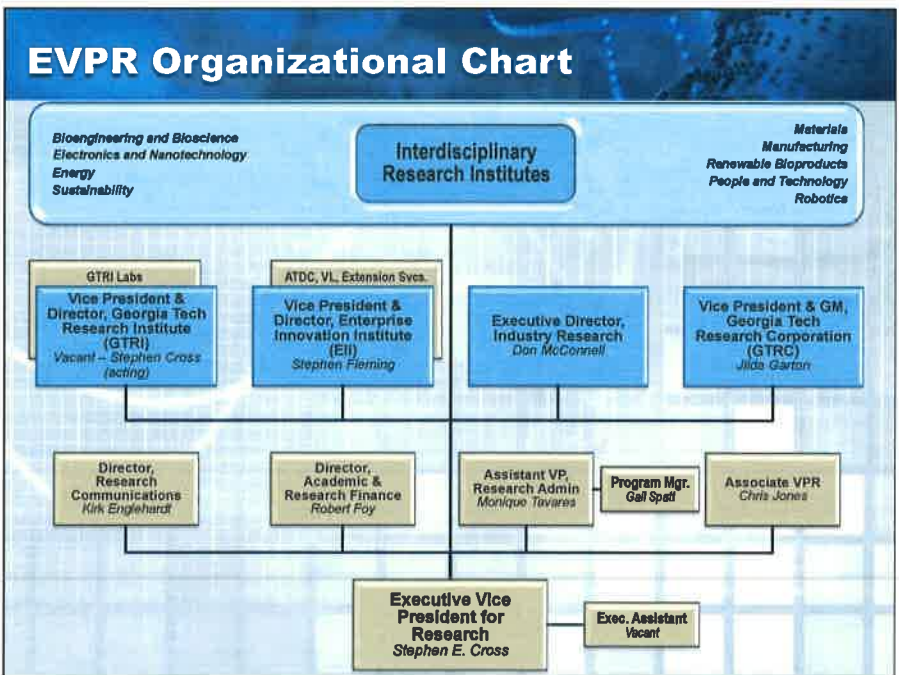 EVPR Organizational Chart
Bioengineering and Bioscience
Electronics and Nanotechnology
Energy
Sustainability
Interdisciplinary
Research Institutes
Materials
Manufacturing
Renewable Bioproducts
People and Technology
Robotics
GTRI Labs
Vice President &
Director, Georgia Tech
Research Institute
(GTRI)
Vacant – Stephen Cross
(acting)
ATDC, VL, Extension Svcs.
Vice President &
Director, Enterprise
Innovation Institute
(EII)
Stephen Fleming
Executive Director,
Industry Research
Don McConnell
Vice President & GM,
Georgia Tech
Research Corporation
(GTRC)
Jilda Garton
Director,
Research
Communications
Kirk Englehardt
Director,
Academic &
Research Finance
Robert Foy
Assistant VP,
Research Admin
Monique Tavares
Program Mgr.
Gail Spatt
Associate VPR
Chris Jones
Executive Vice
President for
Research
Stephen E. Cross
Exec. Assistant
Vacant